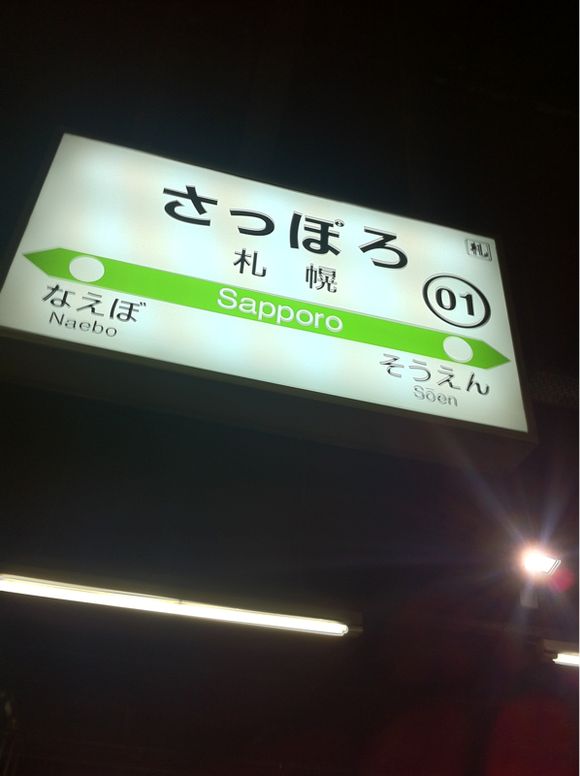 さっぽろ
札
札幌
01
Sapporo
なえぼ
Naebo
そうえん
Sōen